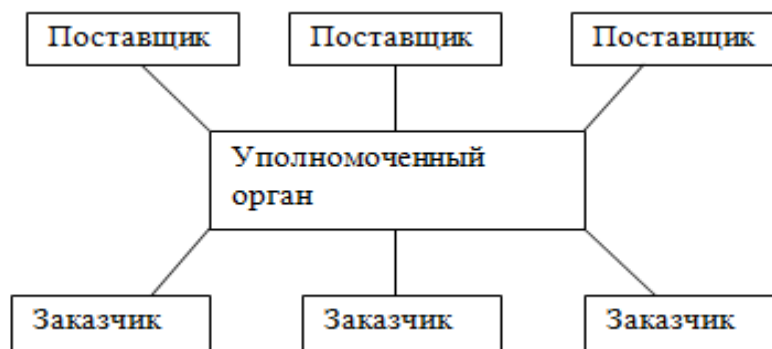 Поставщик
Поставщик
Поставщик
Уполномоченный
орган
Заказчик
Заказчик
Заказчик